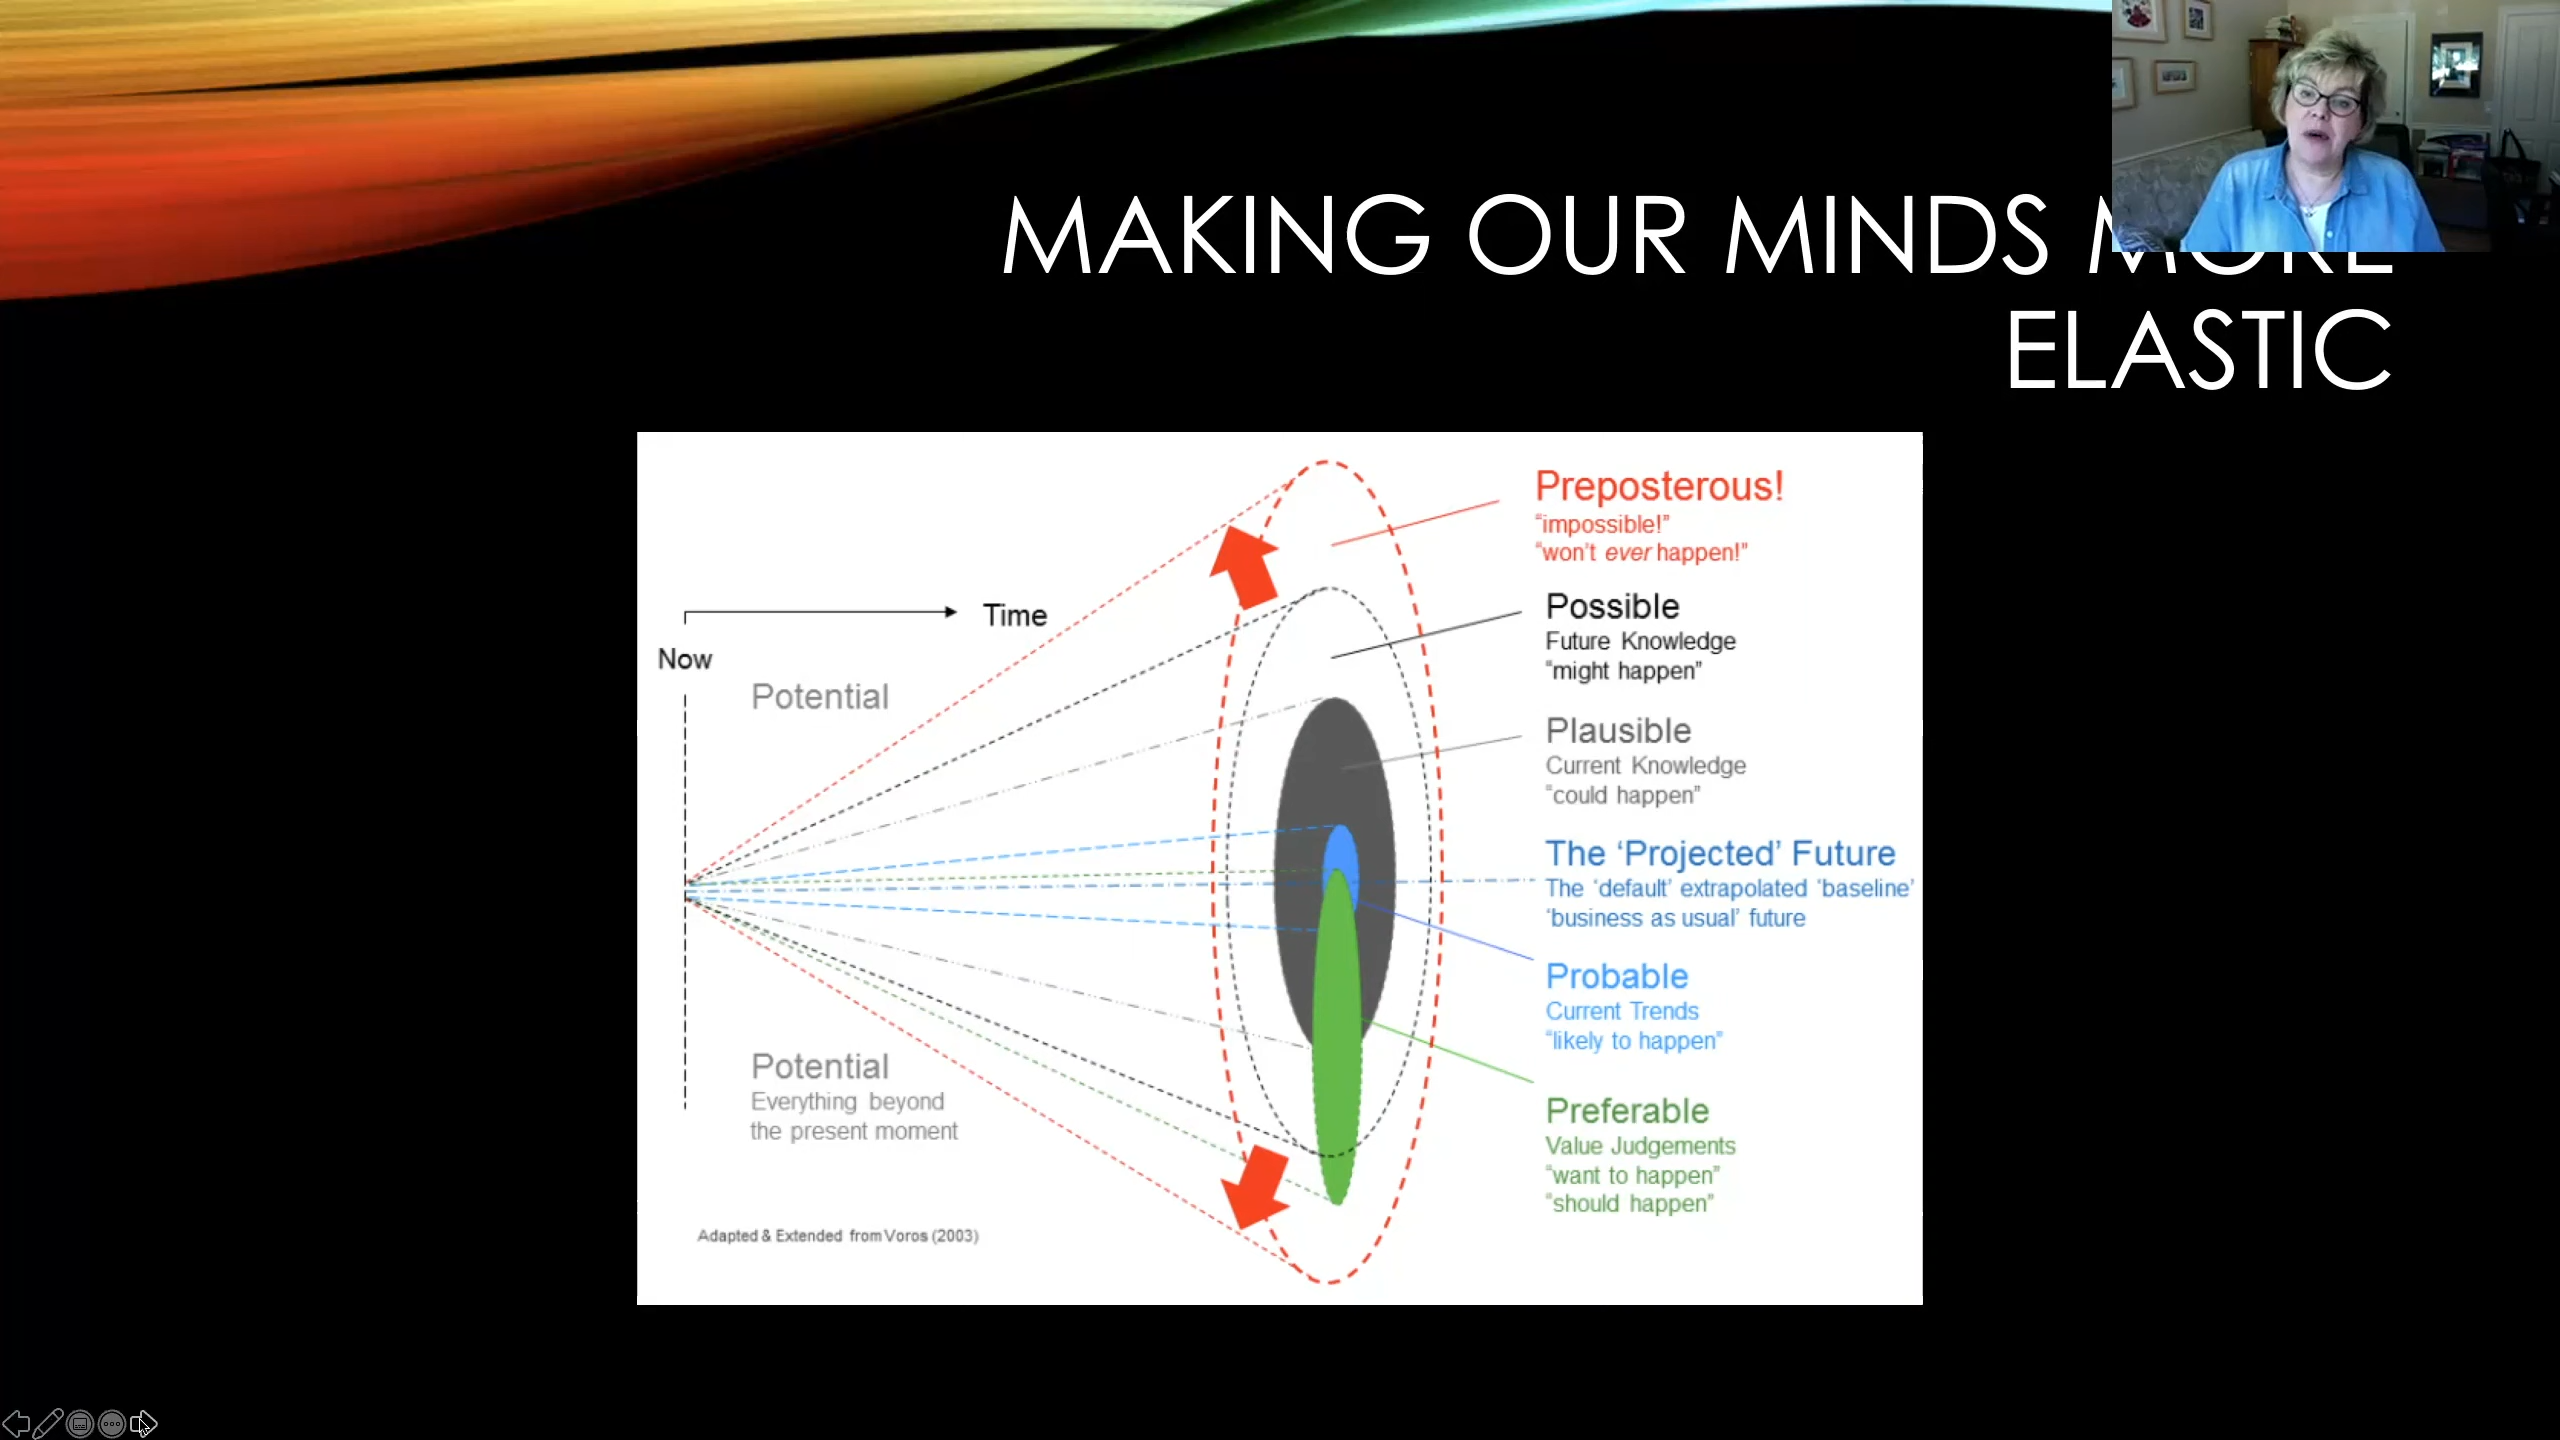 MAKING OUR MINDS MORE
ELASTIC
Preposterous!
“impossible!”
“won’t ever happen!”
Time
Now
Potential
Possible
Future Knowledge
“might happen”
Plausible
Current Knowledge
“could happen”
The ‘Projected’ Future
The ‘default’ extrapolated ‘baseline’
‘business as usual’ future
Probable
Current Trends
“likely to happen”
Potential
Everything beyond
the present moment
Preferable
Value Judgements
“want to happen”
“should happen”
Adapted & Extended from Voros (2003)